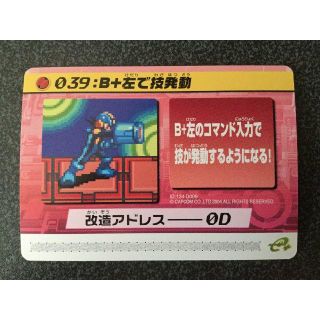 039:B+左で技発動
B+左のコマンド入力で
技が発動するようになる!
© CAPCOM CO., LTD. 2004 ALL RIGHTS RESERVED.
改造アドレス——0D